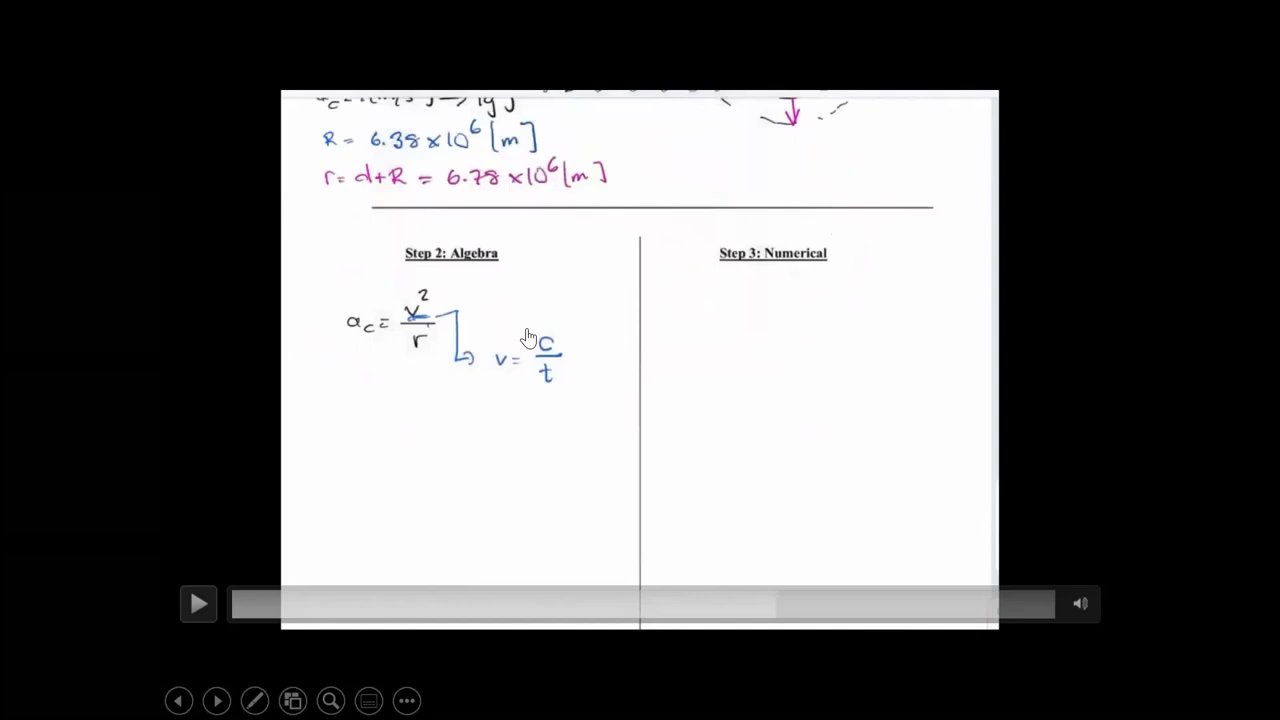 R = 6.38 x 10^6 [m]
r = d+R = 6.78 x 10^6 [m]
Step 2: Algebra
Step 3: Numerical
a_c = v^2 / r
v = c / t